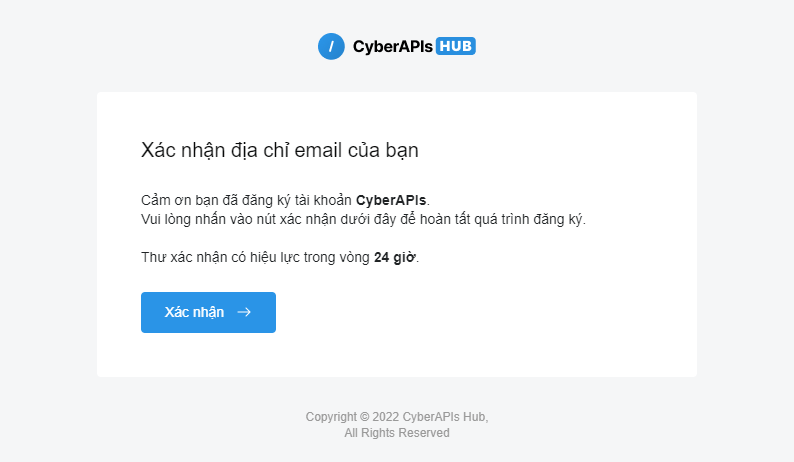 / CyberAPIs HUB
Xác nhận địa chỉ email của bạn
Cảm ơn bạn đã đăng ký tài khoản CyberAPIs.
Vui lòng nhấn vào nút xác nhận dưới đây để hoàn tất quá trình đăng ký.
Thư xác nhận có hiệu lực trong vòng 24 giờ.
Xác nhận →
Copyright © 2022 CyberAPIs Hub,
All Rights Reserved